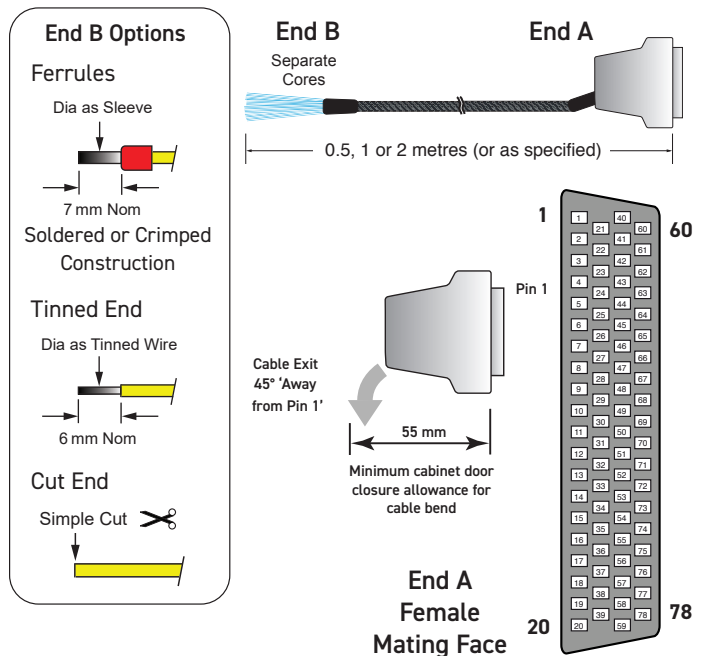 End B Options
Ferrules
Dia as Sleeve
7 mm Nom
Soldered or Crimped
Construction
Tinned End
Dia as Tinned Wire
6 mm Nom
Cut End
Simple Cut
End B
End A
Separate
Cores
0.5, 1 or 2 metres (or as specified)
Pin 1
Cable Exit
45° 'Away
from Pin 1'
55 mm
Minimum cabinet door
closure allowance for
cable bend
End A
Female
Mating Face
1
60
20
78
1 40
21 60
2 41
22 61
3 42
23 62
4 43
24 63
5 44
25 64
6 45
26 65
7 46
27 66
8 47
28 67
9 48
29 68
10 49
30 69
11 50
31 70
12 51
32 71
13 52
33 72
14 53
34 73
15 54
35 74
16 55
36 75
17 56
37 76
18 57
38 77
19 58
39 78
20 59